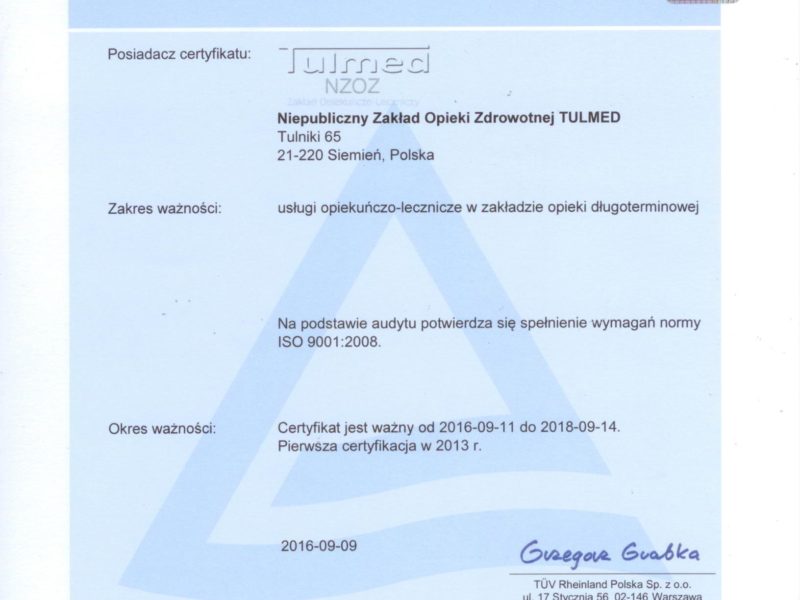 Posiadacz certyfikatu:
Tulmed
NZOZ
Zakład Opiekuńczo-Leczniczy
Niepubliczny Zakład Opieki Zdrowotnej TULMED
Tulniki 65
21-220 Siemień, Polska
Zakres ważności:
usługi opiekuńczo-lecznicze w zakładzie opieki długoterminowej
Na podstawie audytu potwierdza się spełnienie wymagań normy
ISO 9001:2008.
Okres ważności:
Certyfikat jest ważny od 2016-09-11 do 2018-09-14.
Pierwsza certyfikacja w 2013 r.
2016-09-09
Grzegorz Grabka
TÜV Rheinland Polska Sp. z o.o.
ul. 17 Stycznia 56, 02-146 Warszawa